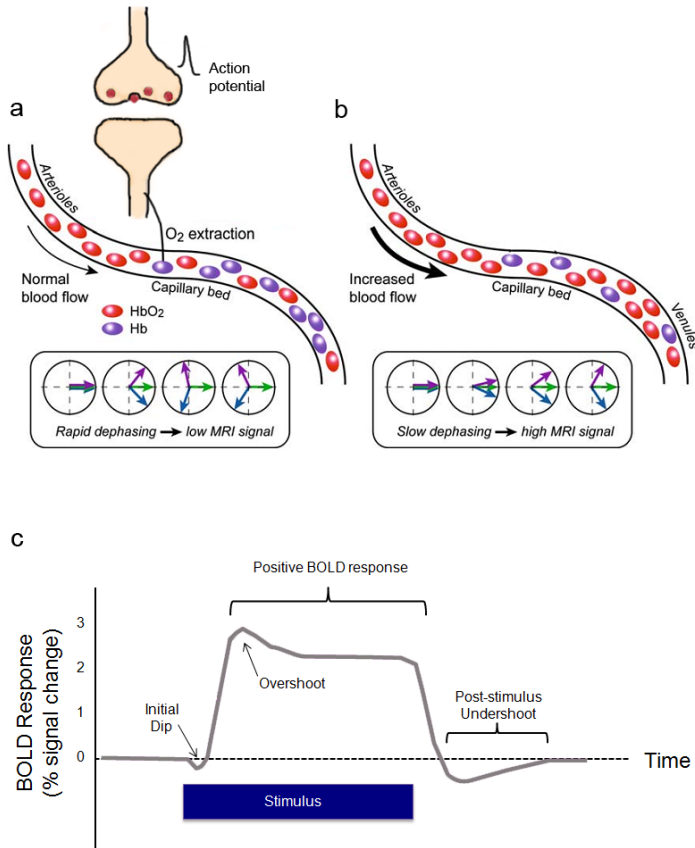 Action
potential
a
b
Arterioles
O₂ extraction
Normal
blood flow
Capillary bed
HbO₂
Hb
Rapid dephasing → low MRI signal
Arterioles
Increased
blood flow
Capillary bed
Venules
Slow dephasing → high MRI signal
c
Positive BOLD response
BOLD Response
(% signal change)
3
2
1
0
Overshoot
Initial
Dip
Post-stimulus
Undershoot
Time
Stimulus